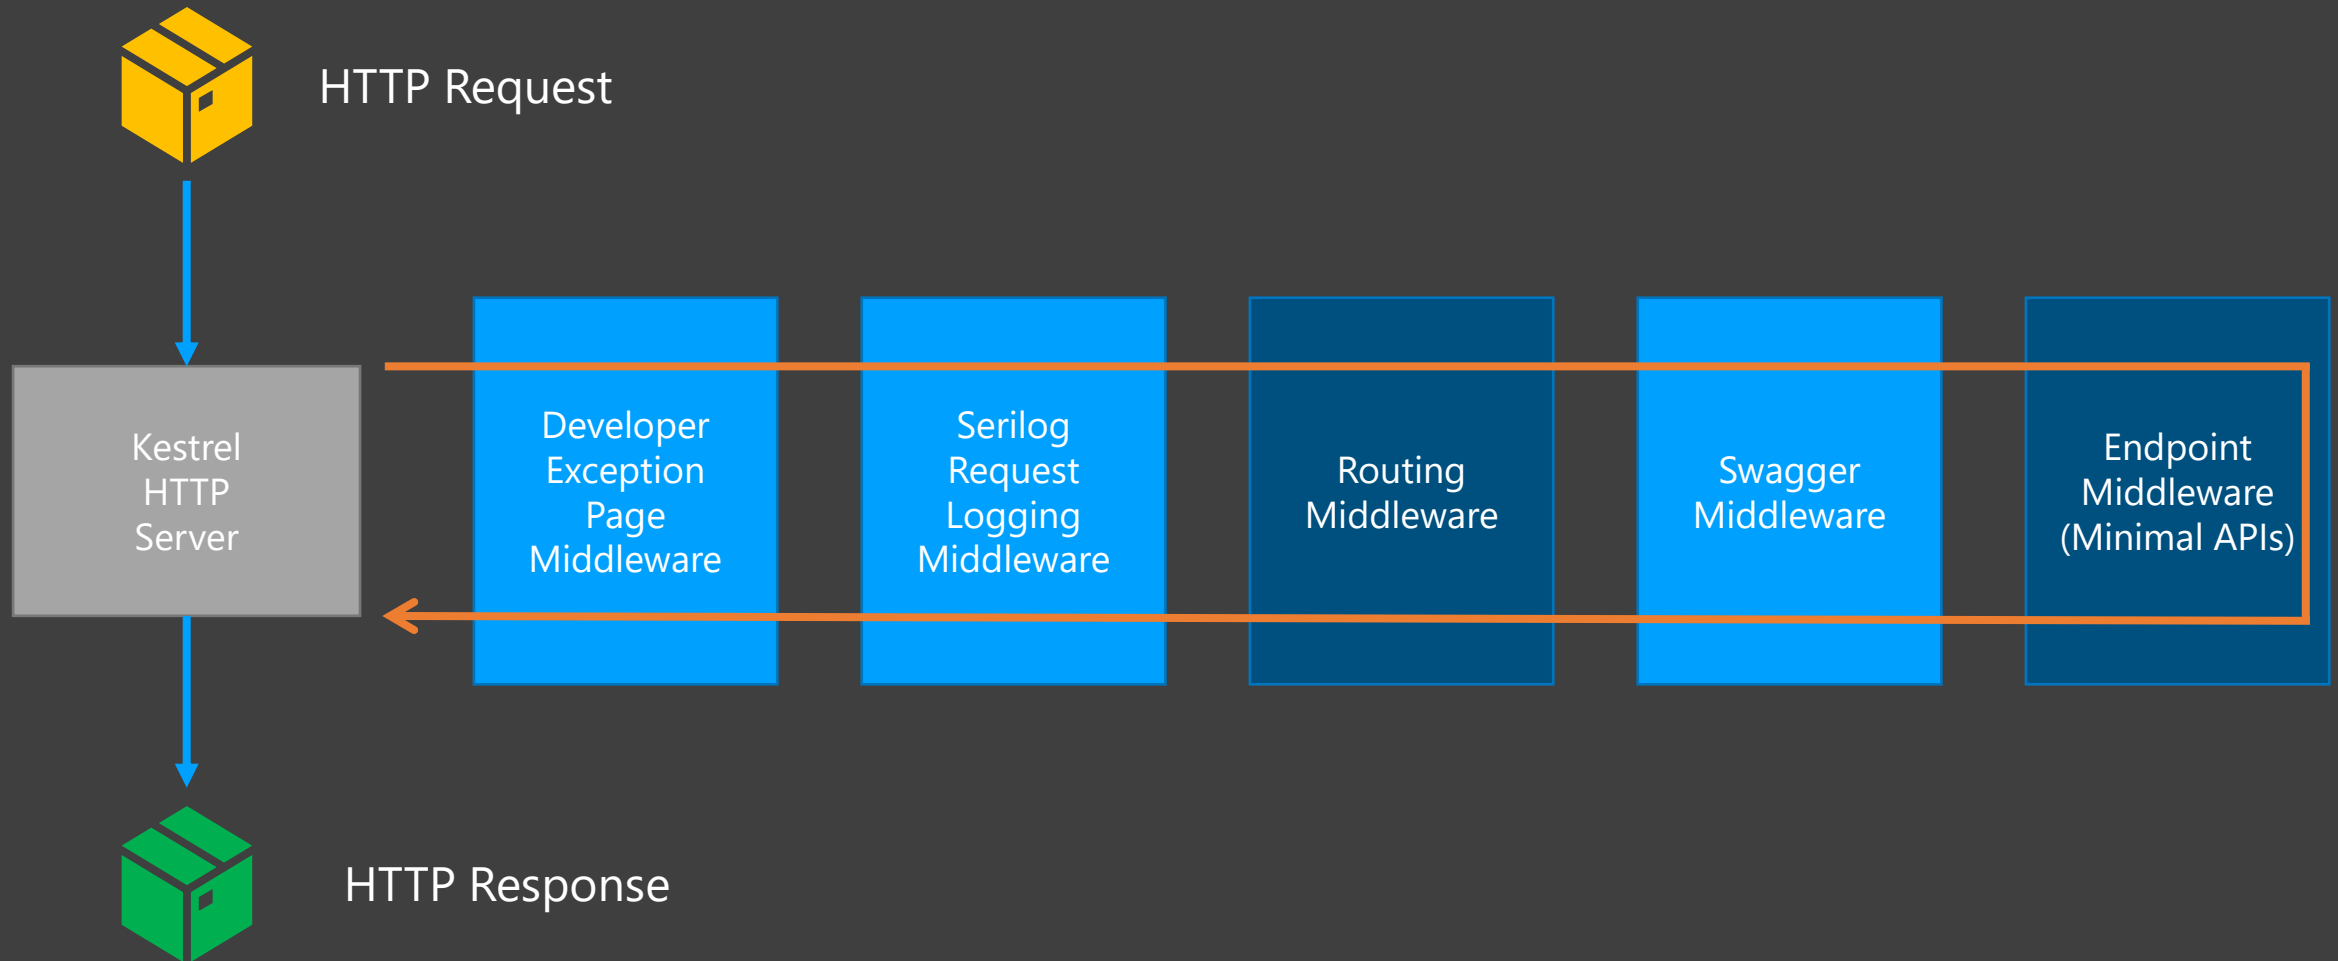 HTTP Request
Kestrel
HTTP
Server
Developer
Exception
Page
Middleware
Serilog
Request
Logging
Middleware
Routing
Middleware
Swagger
Middleware
Endpoint
Middleware
(Minimal APIs)
HTTP Response